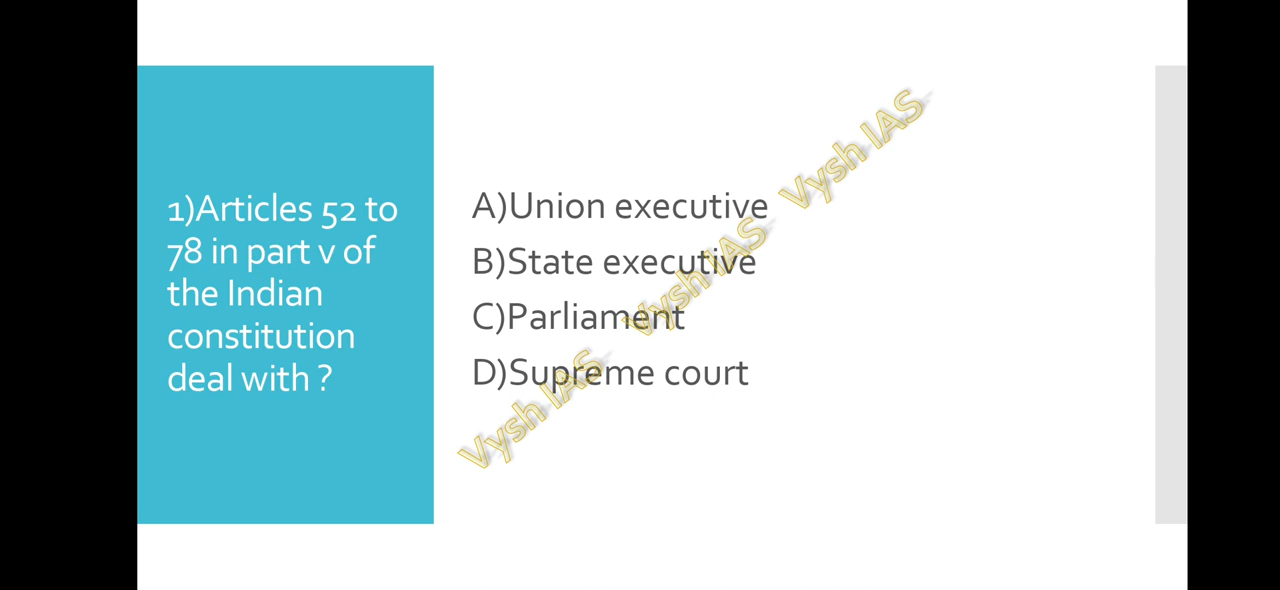 1)Articles 52 to
78 in part v of
the Indian
constitution
deal with ?
A)Union executive
B)State executive
C)Parliament
D)Supreme court
Vysh IAS Vysh IAS Vysh IAS